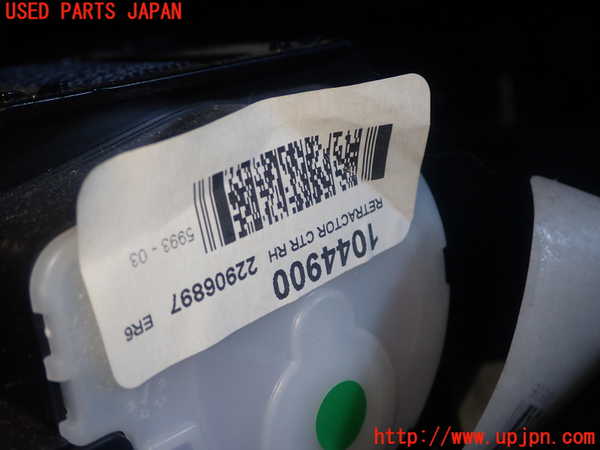 USED PARTS JAPAN
1044900
22906897 ER6
RETRACTOR CTR RH
5993 - 03
http://www.upjpn.com/